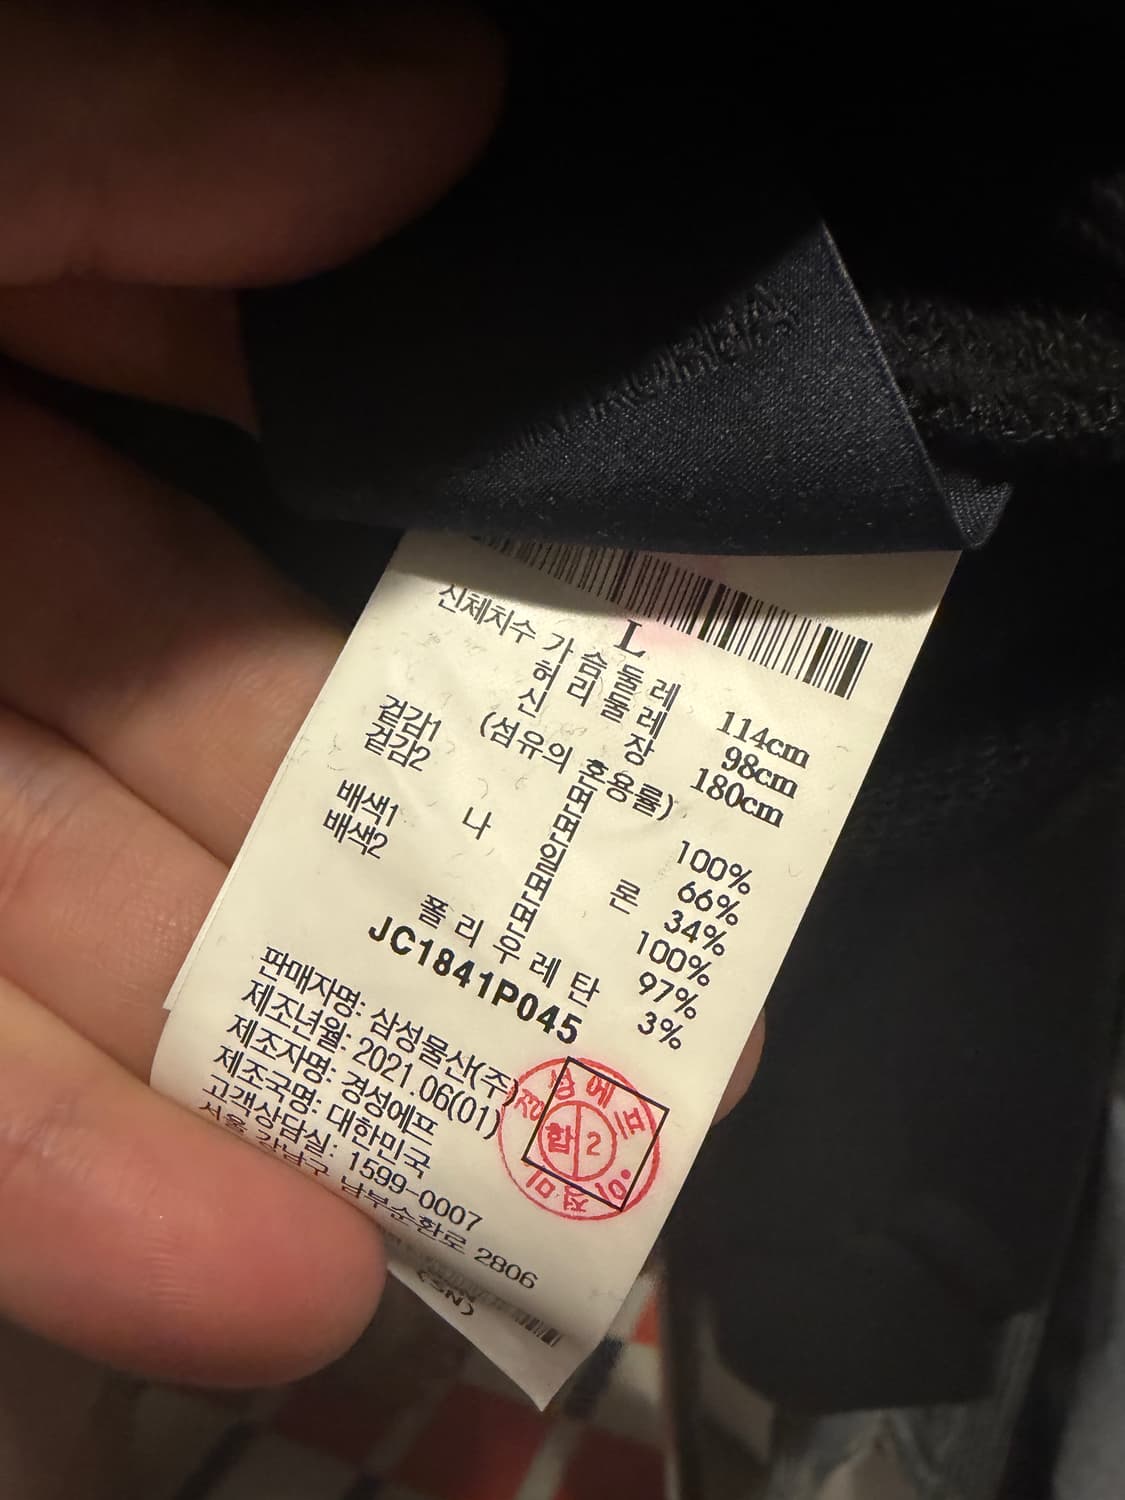 L
신체치수 가슴둘레 114cm
허리둘레 98cm
신장 180cm
(섬유의 혼용률)
겉감1 면 100%
겉감2 면 66%
나일론 34%
배색1 면 100%
배색2 면 97%
폴리우레탄 3%
JC1841P045
판매자명: 삼성물산(주)
제조년월: 2021.06(01)
제조자명: 경성에프
제조국명: 대한민국
고객상담실: 1599-0007
서울 강남구 남부순환로 2806
합 2